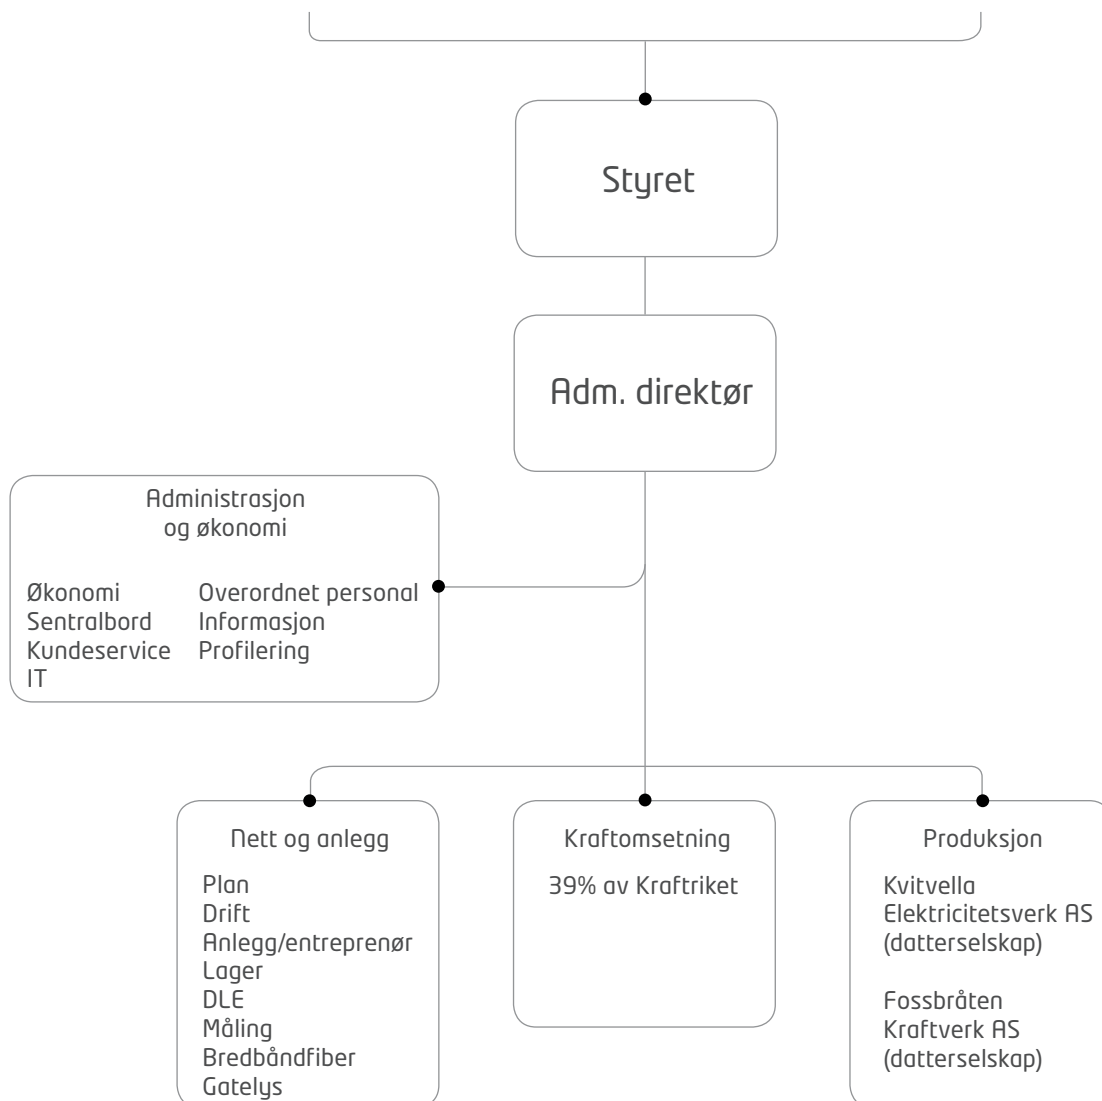 Styret
Adm. direktør
Administrasjon
og økonomi
Økonomi
Sentralbord
Kundeservice
IT
Overordnet personal
Informasjon
Profilering
Nett og anlegg
Plan
Drift
Anlegg/entreprenør
Lager
DLE
Måling
Bredbåndfiber
Gatelys
Kraftomsetning
39% av Kraftriket
Produksjon
Kvitvella
Elektricitetsverk AS
(datterselskap)
Fossbråten
Kraftverk AS
(datterselskap)